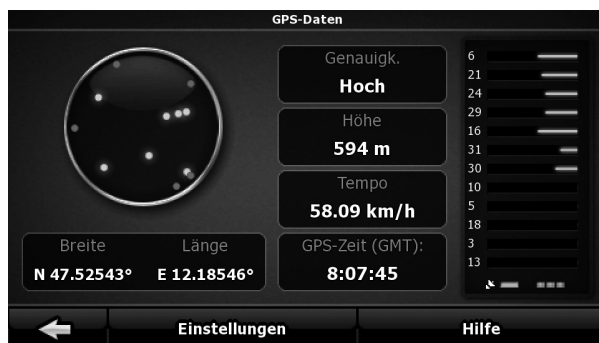 GPS-Daten
Genauigk.
Hoch
Höhe
594 m
Tempo
58.09 km/h
Breite
Länge
N 47.52543°
E 12.18546°
GPS-Zeit (GMT):
8:07:45
6
21
24
29
16
31
30
10
5
18
3
13
Einstellungen
Hilfe